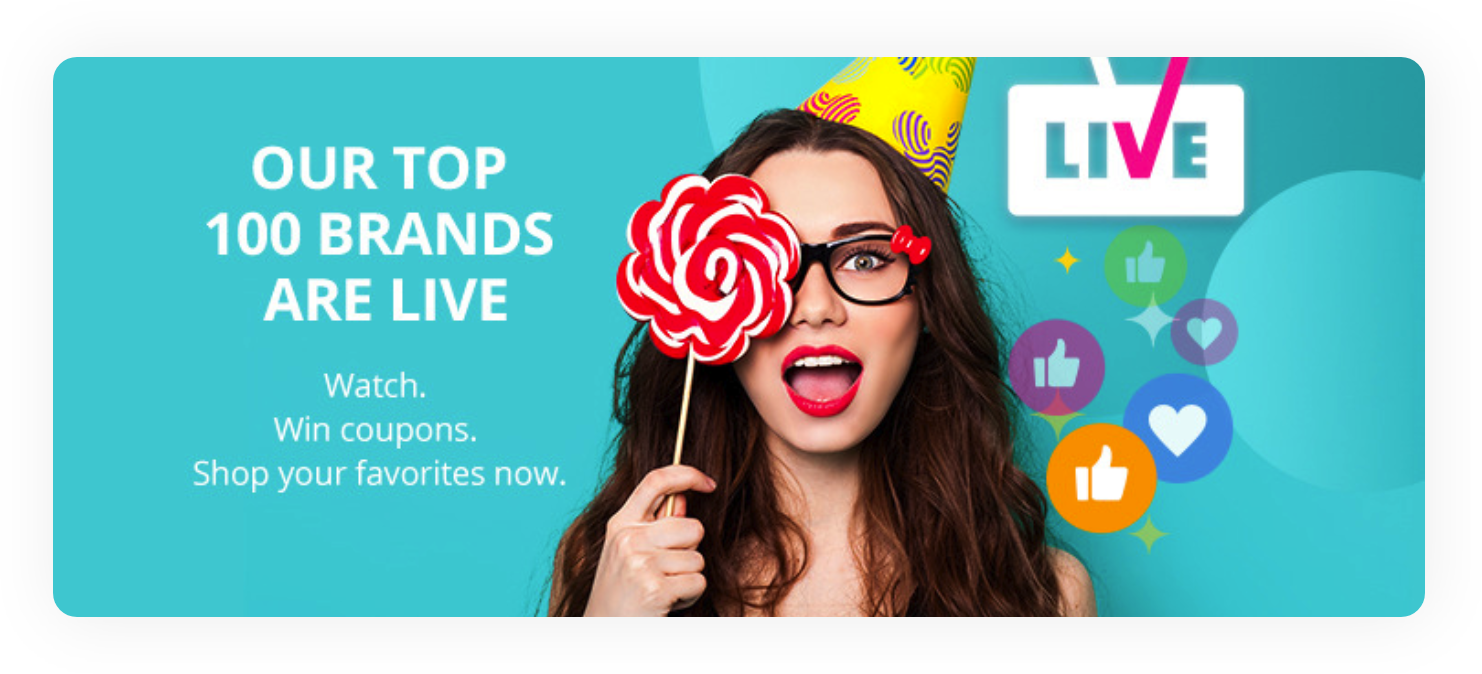 OUR TOP
100 BRANDS
ARE LIVE
Watch.
Win coupons.
Shop your favorites now.
LIVE